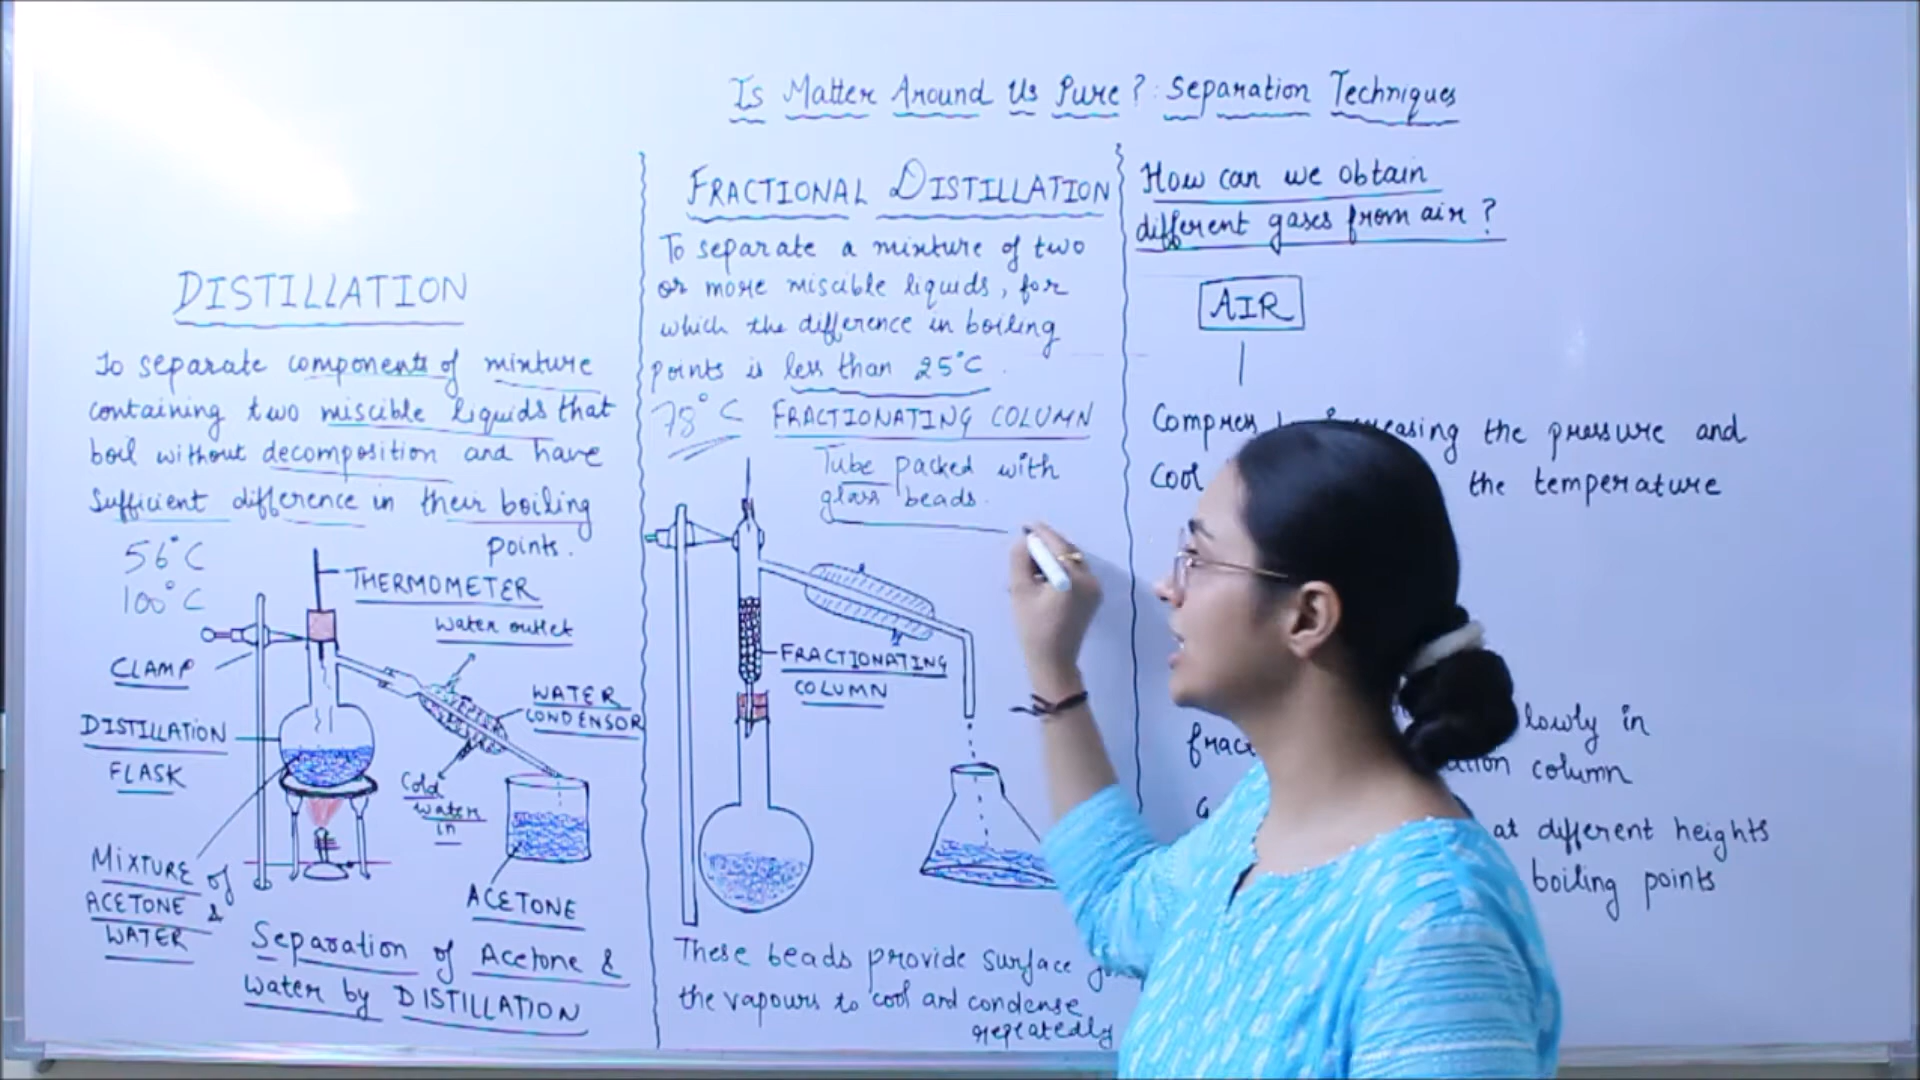 Is Matter Around Us Pure? : Separation Techniques
DISTILLATION
To separate components of mixture
containing two miscible liquids that
boil without decomposition and have
Sufficient difference in their boiling
points.
56°C
100°C
THERMOMETER
Water outlet
CLAMP
WATER
CONDENSOR
DISTILLATION
FLASK
Cold
water
in
MIXTURE of
ACETONE &
WATER
ACETONE
Separation of Acetone &
Water by DISTILLATION
FRACTIONAL DISTILLATION
To separate a mixture of two
or more miscible liquids, for
which the difference in boiling
points is less than 25°C.
78°C
FRACTIONATING COLUMN
Tube packed with
glass beads.
FRACTIONATING
COLUMN
These beads provide surface
the vapours to cool and condense
repeatedly
How can we obtain
different gases from air?
AIR
Compress the pressure and
Cool the temperature
in
column
at different heights
boiling points